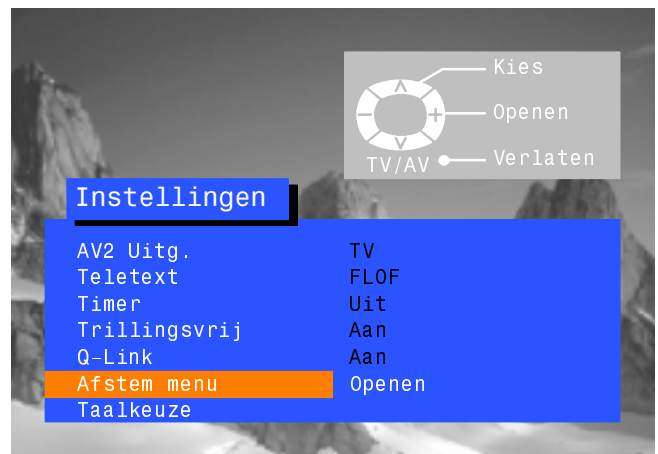 Kies
Openen
TV/AV Verlaten
Instellingen
AV2 Uitg. TV
Teletext FLOF
Timer Uit
Trillingsvrij Aan
Q-Link Aan
Afstem menu Openen
Taalkeuze